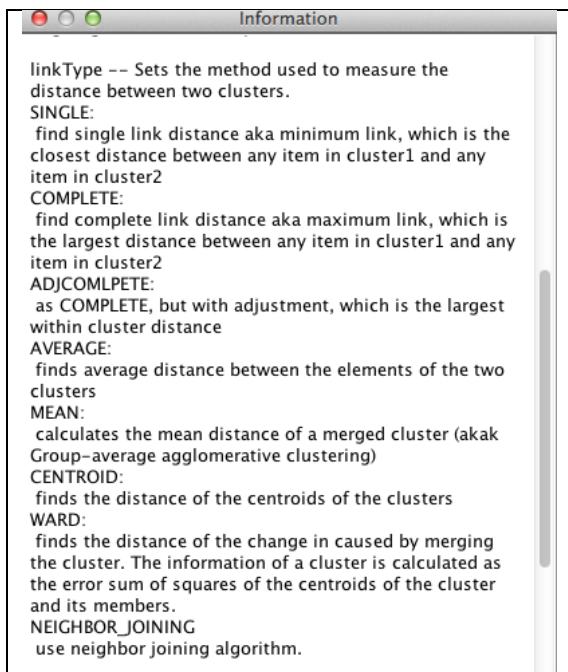 Information
linkType -- Sets the method used to measure the
distance between two clusters.
SINGLE:
find single link distance aka minimum link, which is the
closest distance between any item in cluster1 and any
item in cluster2
COMPLETE:
find complete link distance aka maximum link, which is
the largest distance between any item in cluster1 and any
item in cluster2
ADJCOMLPETE:
as COMPLETE, but with adjustment, which is the largest
within cluster distance
AVERAGE:
finds average distance between the elements of the two
clusters
MEAN:
calculates the mean distance of a merged cluster (akak
Group-average agglomerative clustering)
CENTROID:
finds the distance of the centroids of the clusters
WARD:
finds the distance of the change in caused by merging
the cluster. The information of a cluster is calculated as
the error sum of squares of the centroids of the cluster
and its members.
NEIGHBOR_JOINING
use neighbor joining algorithm.